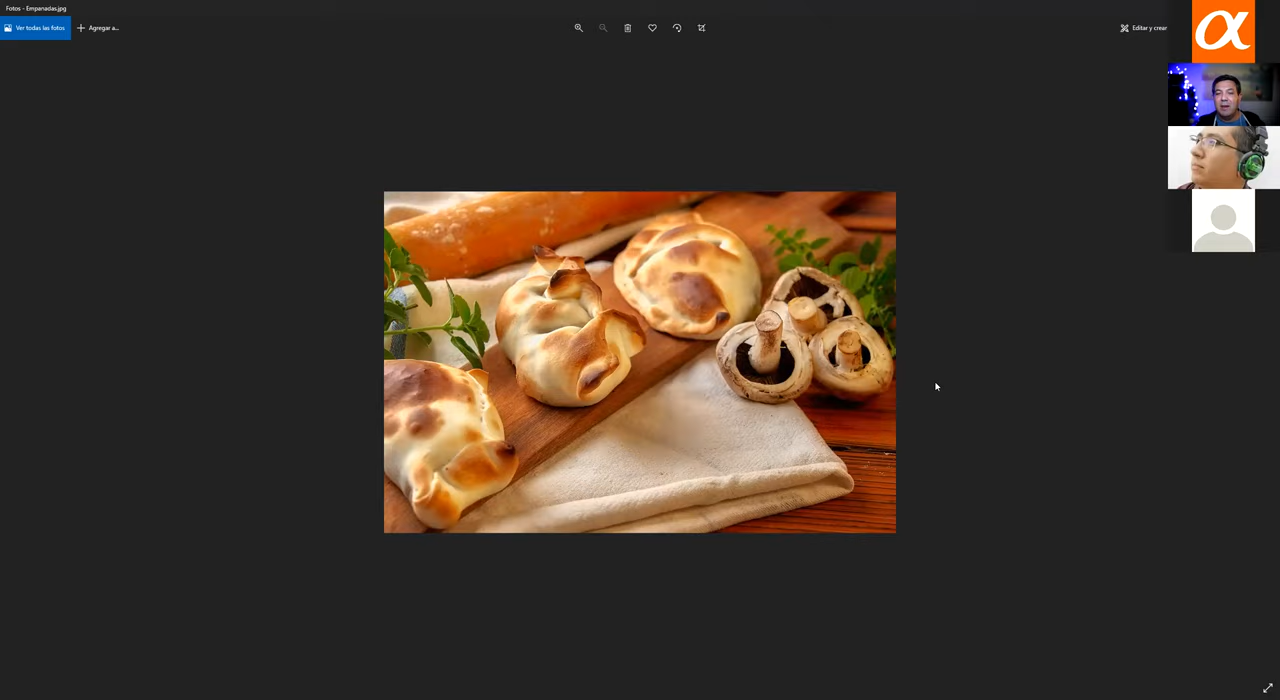 Fotos - Empanadas.jpg
Ver todas las fotos
Agregar a...
Editar y crear
α